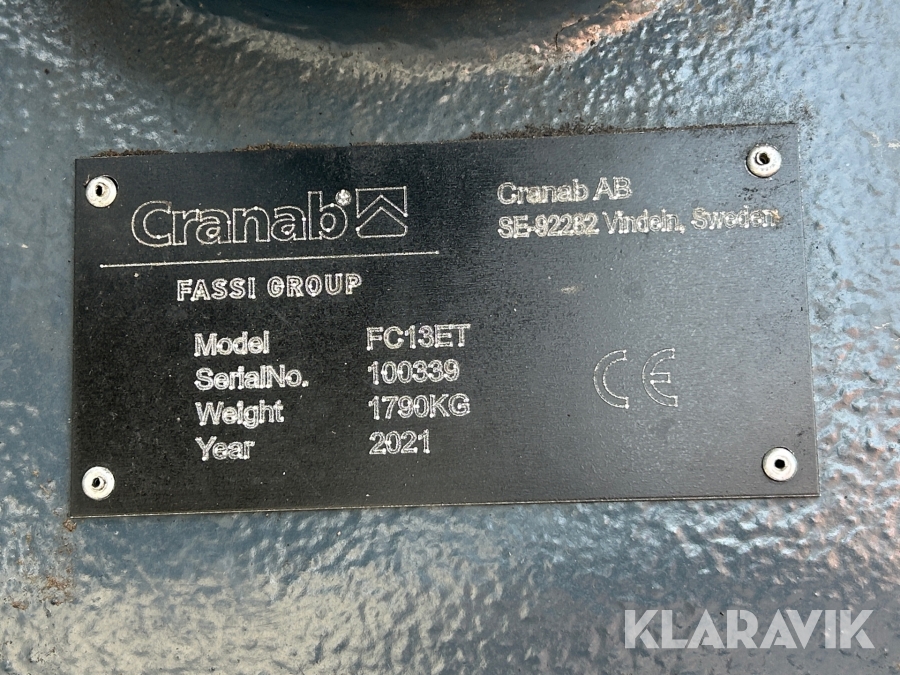 Cranab®
Cranab AB
SE-92282 Vindeln, Sweden
FASSI GROUP
Model FC13ET
SerialNo. 100339
Weight 1790KG
Year 2021
CE
KLARAVIK